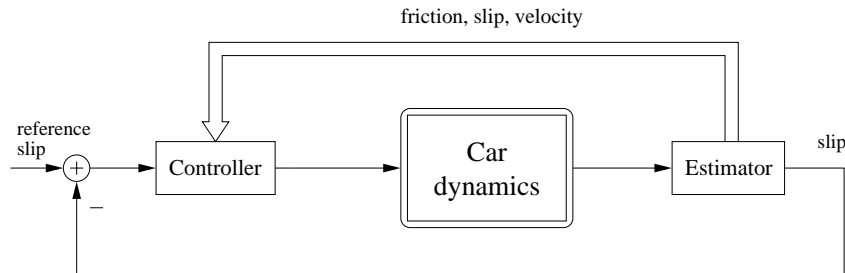 friction, slip, velocity
reference
slip
+
−
Controller
Car
dynamics
Estimator
slip